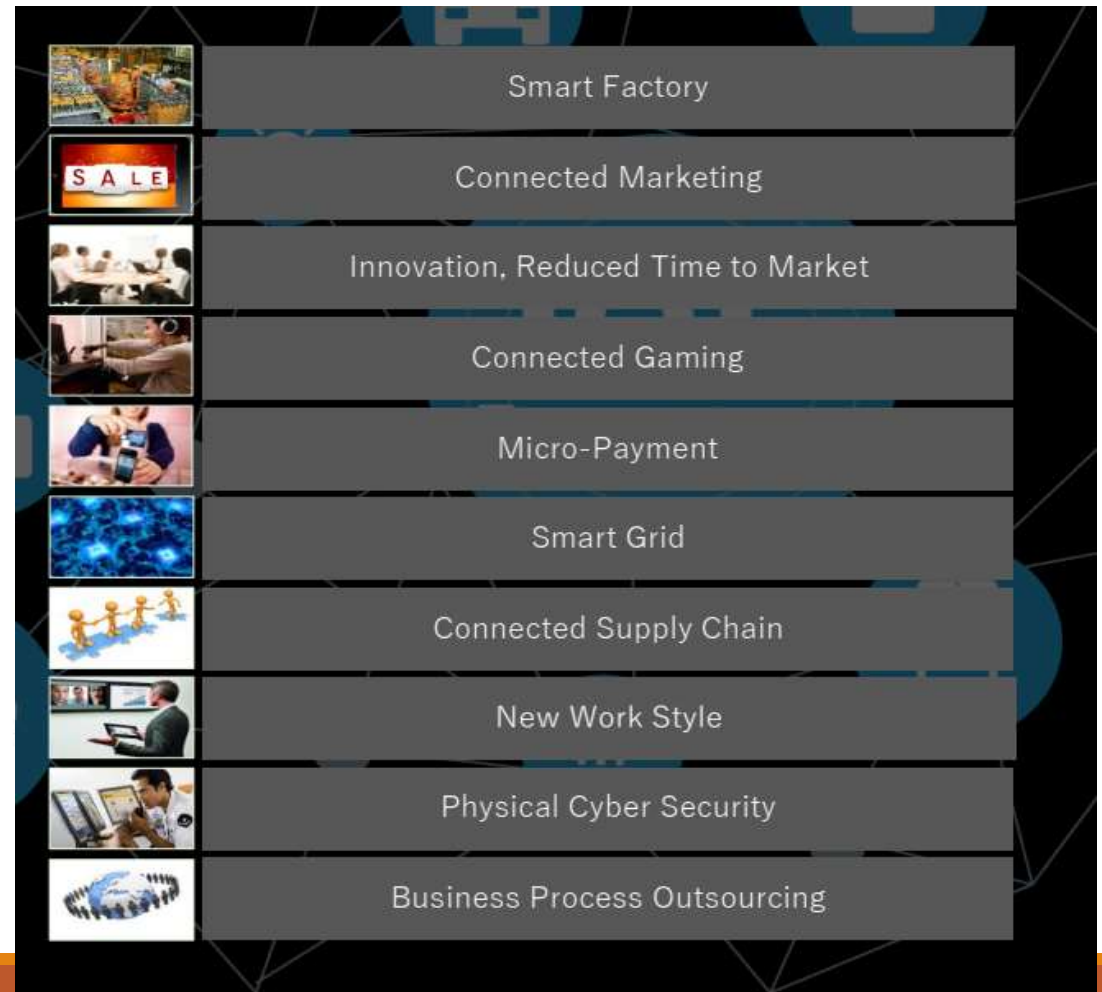 Smart Factory
SALE
Connected Marketing
Innovation, Reduced Time to Market
Connected Gaming
Micro-Payment
Smart Grid
Connected Supply Chain
New Work Style
Physical Cyber Security
Business Process Outsourcing